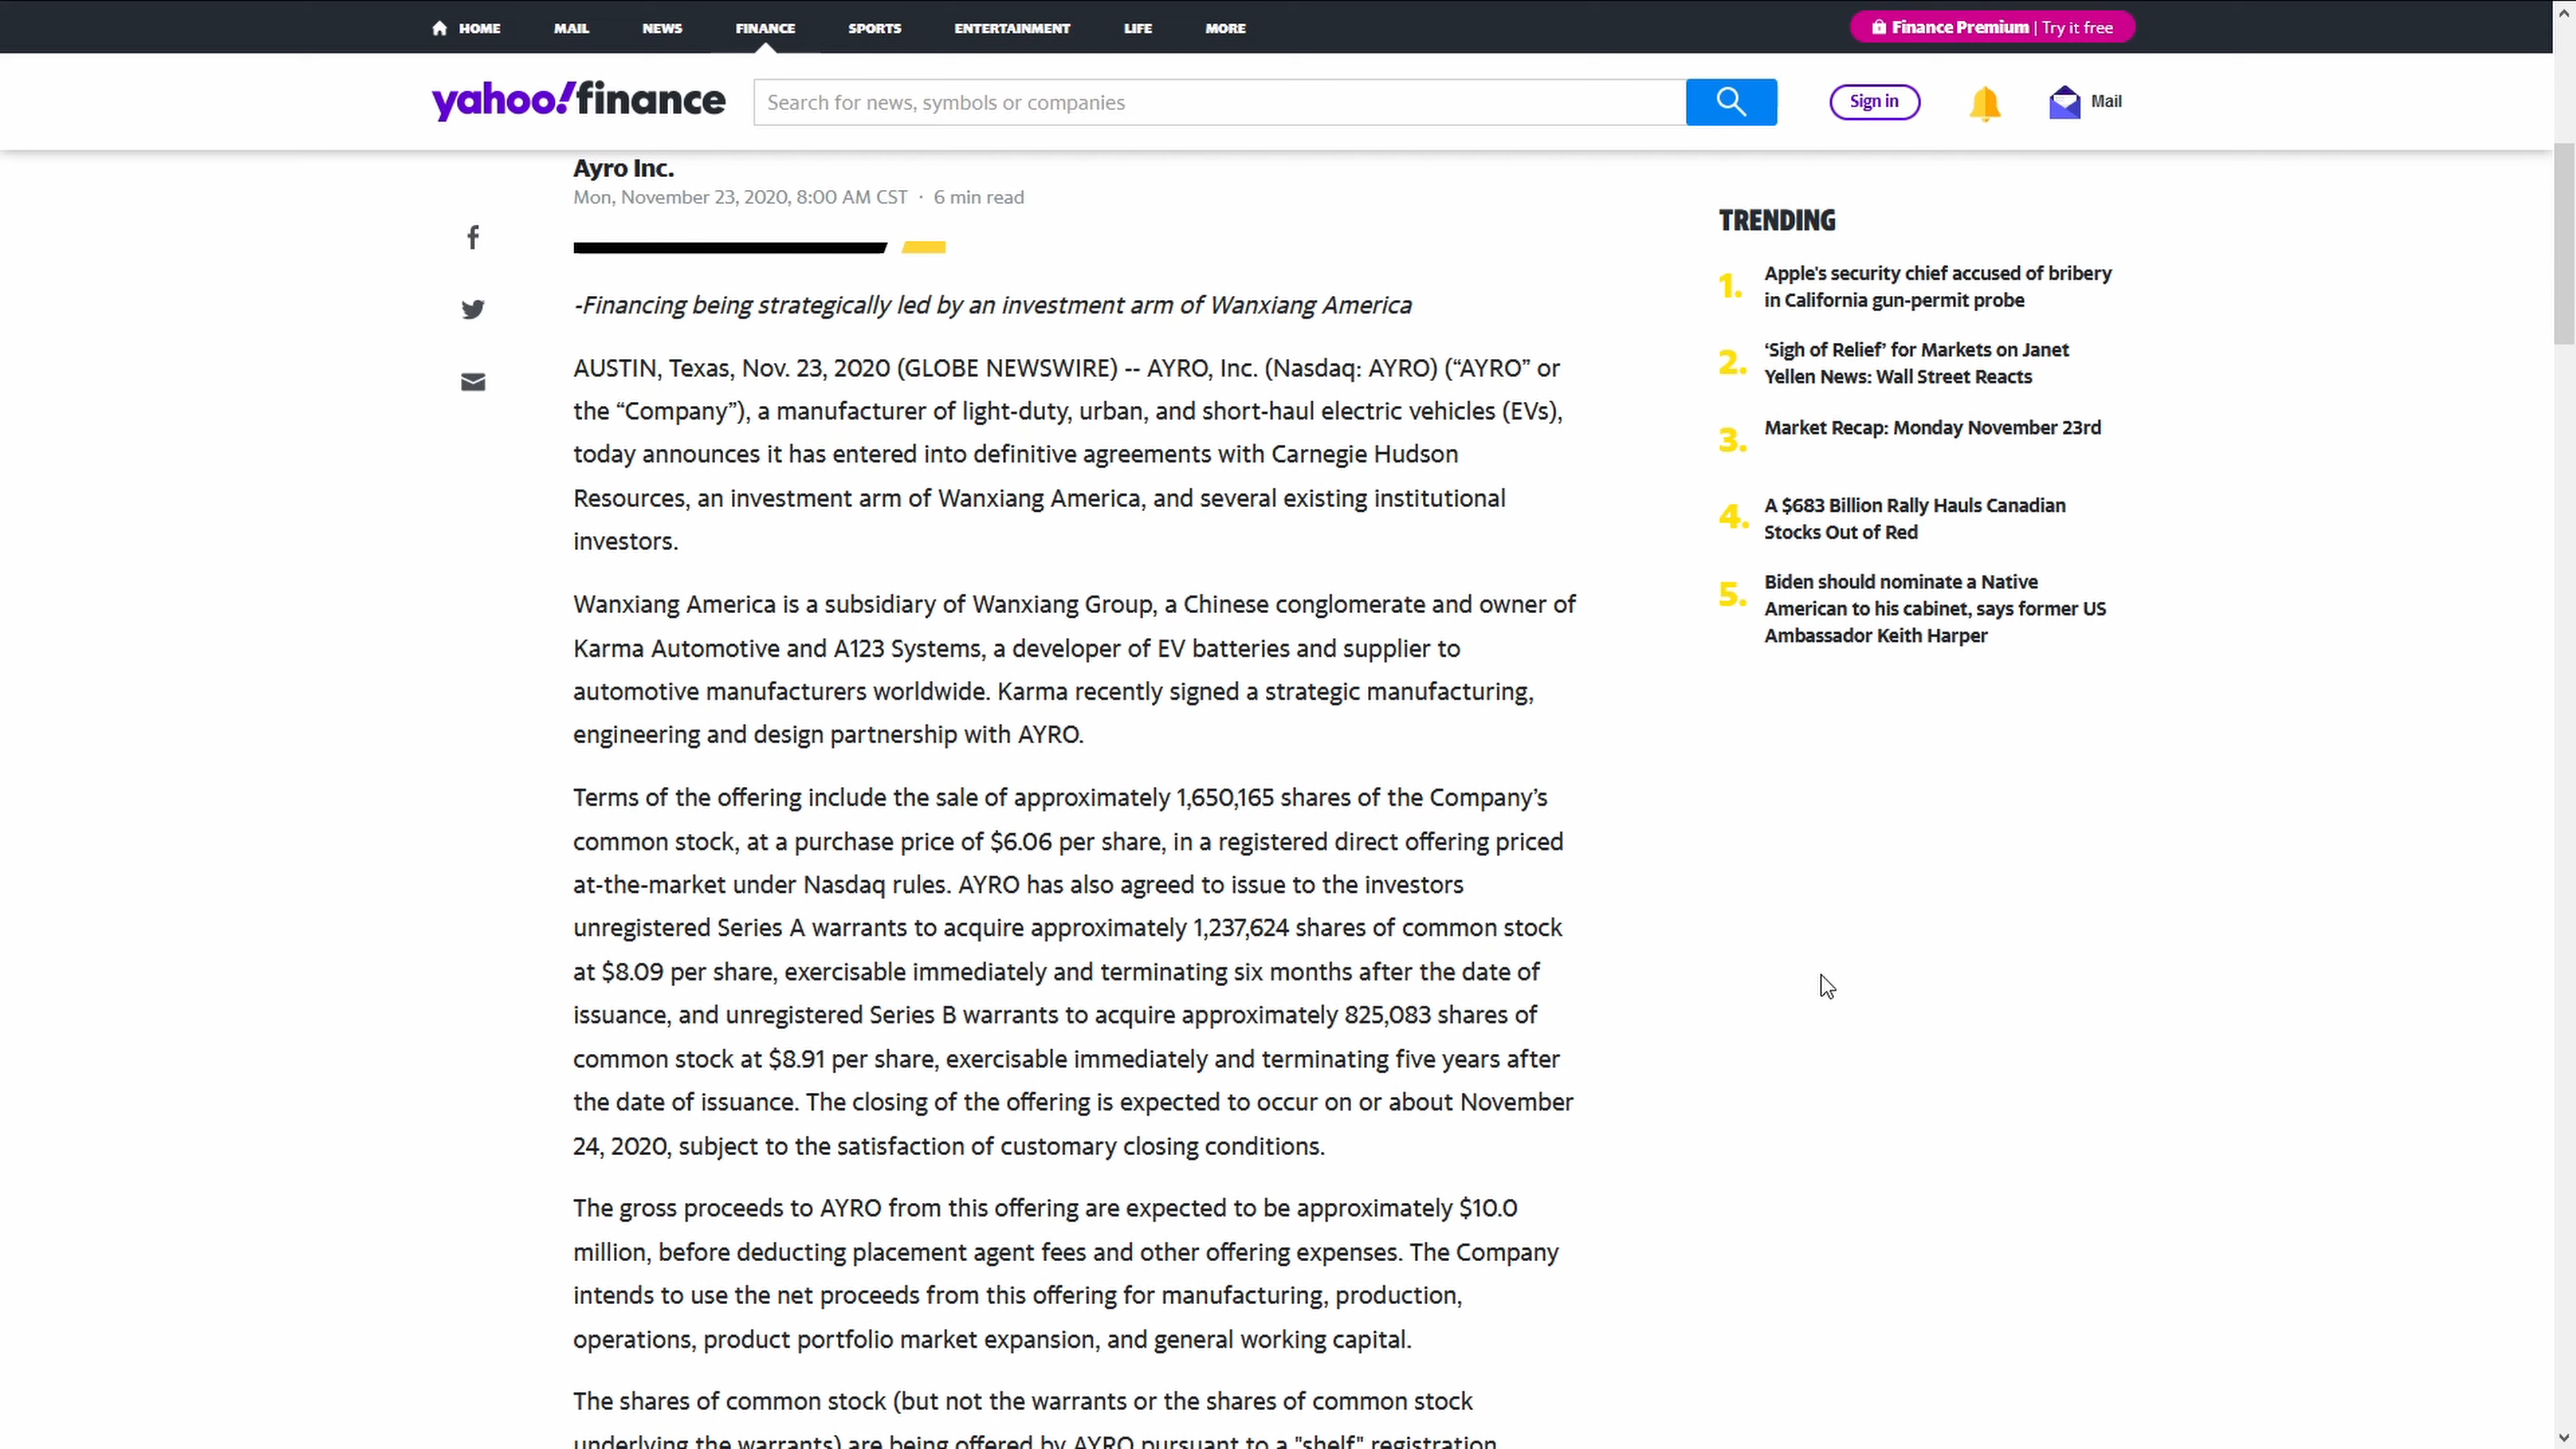 HOME MAIL NEWS FINANCE SPORTS ENTERTAINMENT LIFE MORE Finance Premium | Try it free
yahoo!finance Search for news, symbols or companies Sign in Mail
Ayro Inc.
Mon, November 23, 2020, 8:00 AM CST · 6 min read
-Financing being strategically led by an investment arm of Wanxiang America
AUSTIN, Texas, Nov. 23, 2020 (GLOBE NEWSWIRE) -- AYRO, Inc. (Nasdaq: AYRO) (“AYRO” or
the “Company”), a manufacturer of light-duty, urban, and short-haul electric vehicles (EVs),
today announces it has entered into definitive agreements with Carnegie Hudson
Resources, an investment arm of Wanxiang America, and several existing institutional
investors.
Wanxiang America is a subsidiary of Wanxiang Group, a Chinese conglomerate and owner of
Karma Automotive and A123 Systems, a developer of EV batteries and supplier to
automotive manufacturers worldwide. Karma recently signed a strategic manufacturing,
engineering and design partnership with AYRO.
Terms of the offering include the sale of approximately 1,650,165 shares of the Company’s
common stock, at a purchase price of $6.06 per share, in a registered direct offering priced
at-the-market under Nasdaq rules. AYRO has also agreed to issue to the investors
unregistered Series A warrants to acquire approximately 1,237,624 shares of common stock
at $8.09 per share, exercisable immediately and terminating six months after the date of
issuance, and unregistered Series B warrants to acquire approximately 825,083 shares of
common stock at $8.91 per share, exercisable immediately and terminating five years after
the date of issuance. The closing of the offering is expected to occur on or about November
24, 2020, subject to the satisfaction of customary closing conditions.
The gross proceeds to AYRO from this offering are expected to be approximately $10.0
million, before deducting placement agent fees and other offering expenses. The Company
intends to use the net proceeds from this offering for manufacturing, production,
operations, product portfolio market expansion, and general working capital.
The shares of common stock (but not the warrants or the shares of common stock
underlying the warrants) are being offered by AYRO pursuant to a "shelf" registration
TRENDING
1. Apple's security chief accused of bribery
in California gun-permit probe
2. ‘Sigh of Relief’ for Markets on Janet
Yellen News: Wall Street Reacts
3. Market Recap: Monday November 23rd
4. A $683 Billion Rally Hauls Canadian
Stocks Out of Red
5. Biden should nominate a Native
American to his cabinet, says former US
Ambassador Keith Harper